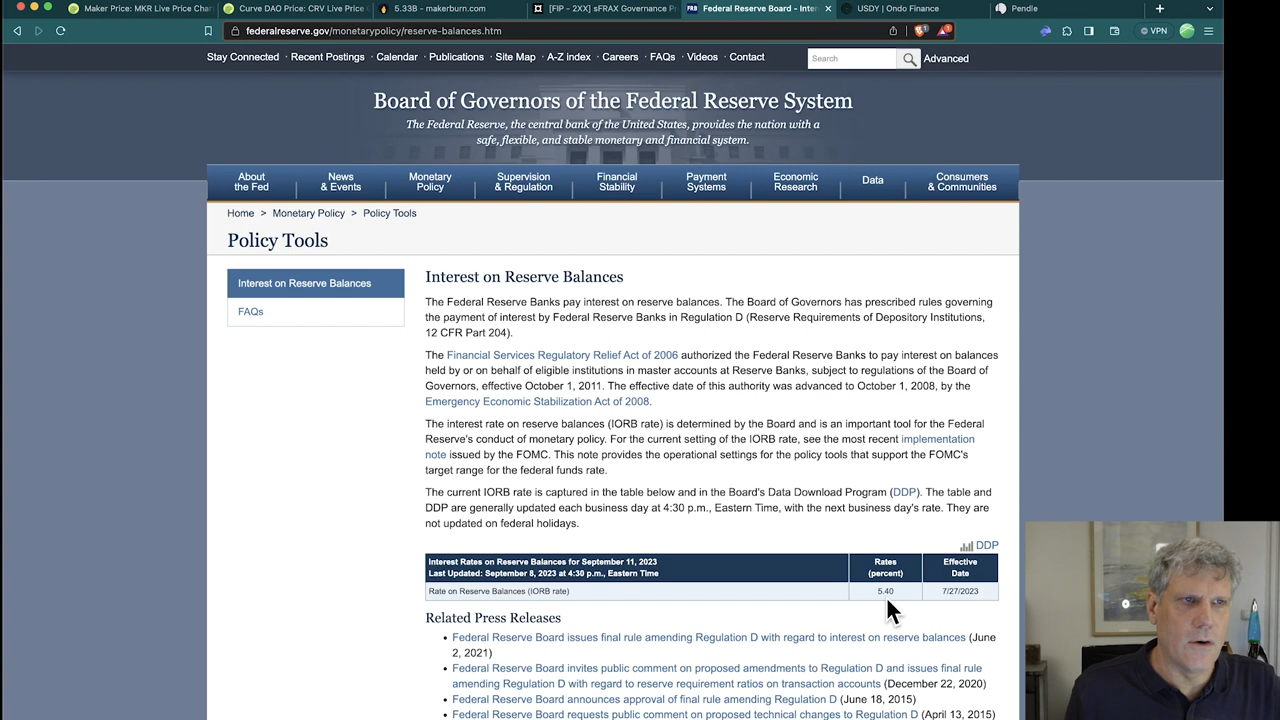 Maker Price: MKR Live Price Chart
Curve DAO Price: CRV Live Price
5.33B - makerburn.com
[FIP - 2XX] sFRAX Governance Pr
Federal Reserve Board - Inter
USDY | Ondo Finance
Pendle
federalreserve.gov/monetarypolicy/reserve-balances.htm
VPN
Stay Connected · Recent Postings · Calendar · Publications · Site Map · A-Z index · Careers · FAQs · Videos · Contact
Search
Advanced
Board of Governors of the Federal Reserve System
The Federal Reserve, the central bank of the United States, provides the nation with a
safe, flexible, and stable monetary and financial system.
About
the Fed
News
& Events
Monetary
Policy
Supervision
& Regulation
Financial
Stability
Payment
Systems
Economic
Research
Data
Consumers
& Communities
Home > Monetary Policy > Policy Tools
Policy Tools
Interest on Reserve Balances
FAQs
Interest on Reserve Balances
The Federal Reserve Banks pay interest on reserve balances. The Board of Governors has prescribed rules governing
the payment of interest by Federal Reserve Banks in Regulation D (Reserve Requirements of Depository Institutions,
12 CFR Part 204).
The Financial Services Regulatory Relief Act of 2006 authorized the Federal Reserve Banks to pay interest on balances
held by or on behalf of eligible institutions in master accounts at Reserve Banks, subject to regulations of the Board of
Governors, effective October 1, 2011. The effective date of this authority was advanced to October 1, 2008, by the
Emergency Economic Stabilization Act of 2008.
The interest rate on reserve balances (IORB rate) is determined by the Board and is an important tool for the Federal
Reserve's conduct of monetary policy. For the current setting of the IORB rate, see the most recent implementation
note issued by the FOMC. This note provides the operational settings for the policy tools that support the FOMC's
target range for the federal funds rate.
The current IORB rate is captured in the table below and in the Board's Data Download Program (DDP). The table and
DDP are generally updated each business day at 4:30 p.m., Eastern Time, with the next business day's rate. They are
not updated on federal holidays.
DDP
Interest Rates on Reserve Balances for September 11, 2023
Last Updated: September 8, 2023 at 4:30 p.m., Eastern Time
Rates
(percent)
Effective
Date
Rate on Reserve Balances (IORB rate)
5.40
7/27/2023
Related Press Releases
• Federal Reserve Board issues final rule amending Regulation D with regard to interest on reserve balances (June
2, 2021)
• Federal Reserve Board invites public comment on proposed amendments to Regulation D and issues final rule
amending Regulation D with regard to reserve requirement ratios on transaction accounts (December 22, 2020)
• Federal Reserve Board announces approval of final rule amending Regulation D (June 18, 2015)
• Federal Reserve Board requests public comment on proposed technical changes to Regulation D (April 13, 2015)